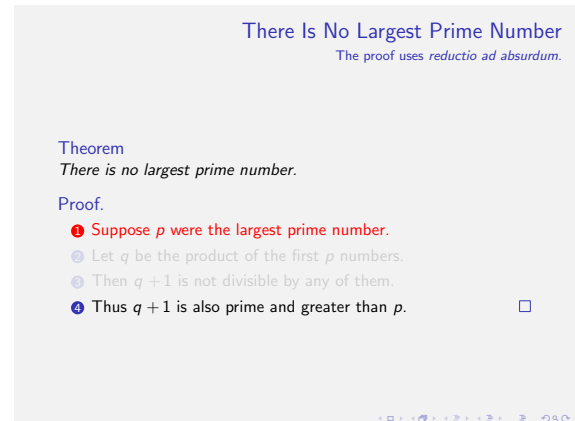 There Is No Largest Prime Number
The proof uses reductio ad absurdum.
Theorem
There is no largest prime number.
Proof.
1 Suppose p were the largest prime number.
2 Let q be the product of the first p numbers.
3 Then q + 1 is not divisible by any of them.
4 Thus q + 1 is also prime and greater than p.